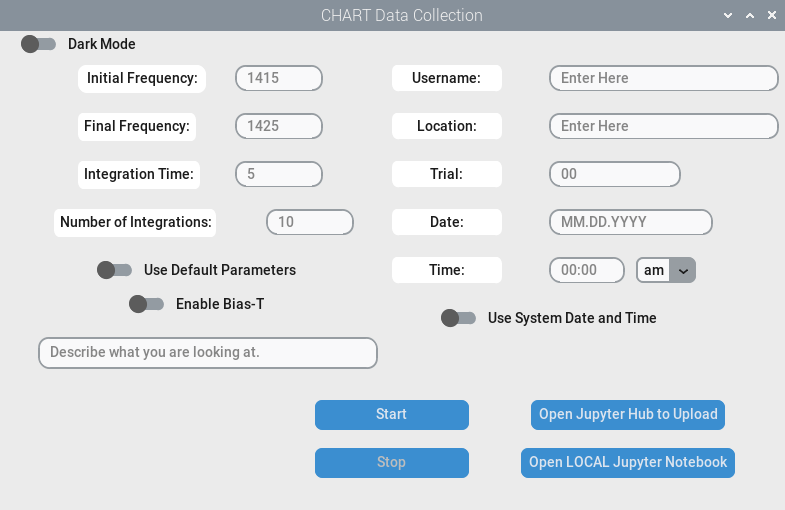 CHART Data Collection
Dark Mode
Initial Frequency: 1415 Username: Enter Here
Final Frequency: 1425 Location: Enter Here
Integration Time: 5 Trial: 00
Number of Integrations: 10 Date: MM.DD.YYYY
Use Default Parameters Time: 00:00 am
Enable Bias-T
Use System Date and Time
Describe what you are looking at.
Start Open Jupyter Hub to Upload
Stop Open LOCAL Jupyter Notebook